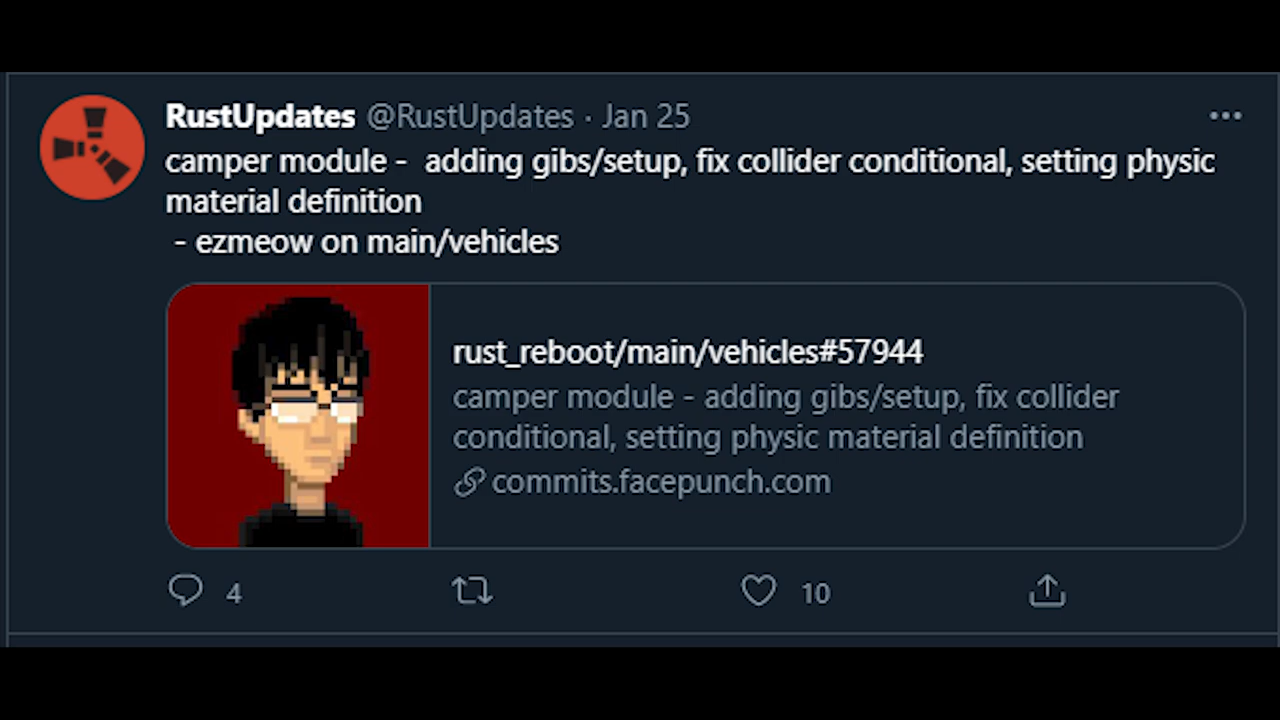 RustUpdates @RustUpdates · Jan 25
camper module -  adding gibs/setup, fix collider conditional, setting physic
material definition
- ezmeow on main/vehicles
rust_reboot/main/vehicles#57944
camper module - adding gibs/setup, fix collider
conditional, setting physic material definition
commits.facepunch.com
4
10